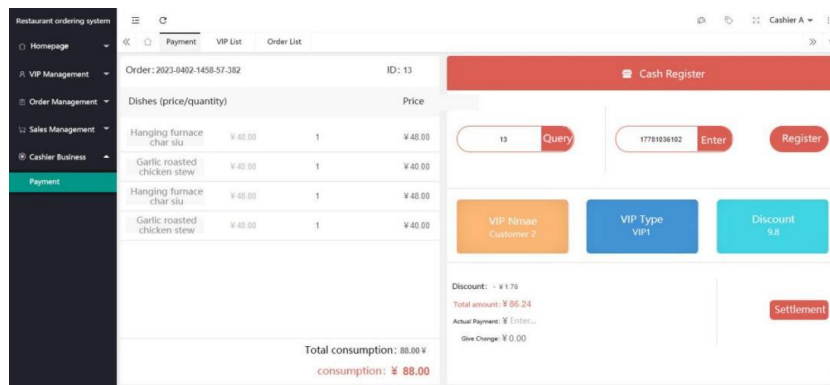 Restaurant ordering system
Cashier A
Homepage
Payment
VIP List
Order List
VIP Management
Order Management
Sales Management
Cashier Business
Payment
Order: 2023-0402-1458-57-382
ID: 13
Dishes (price/quantity)
Price
Hanging furnace
char siu
¥ 48.00
1
¥ 48.00
Garlic roasted
chicken stew
¥ 40.00
1
¥ 40.00
Hanging furnace
char siu
¥ 48.00
1
¥ 48.00
Garlic roasted
chicken stew
¥ 40.00
1
¥ 40.00
Total consumption: 88.00 ¥
consumption: ¥ 88.00
Cash Register
13
Query
17781036102
Enter
Register
VIP Nmae
Customer 2
VIP Type
VIP1
Discount
9.8
Discount: - ¥ 1.76
Total amount: ¥ 86.24
Actual Payment: ¥ Enter...
Give Change: ¥ 0.00
Settlement